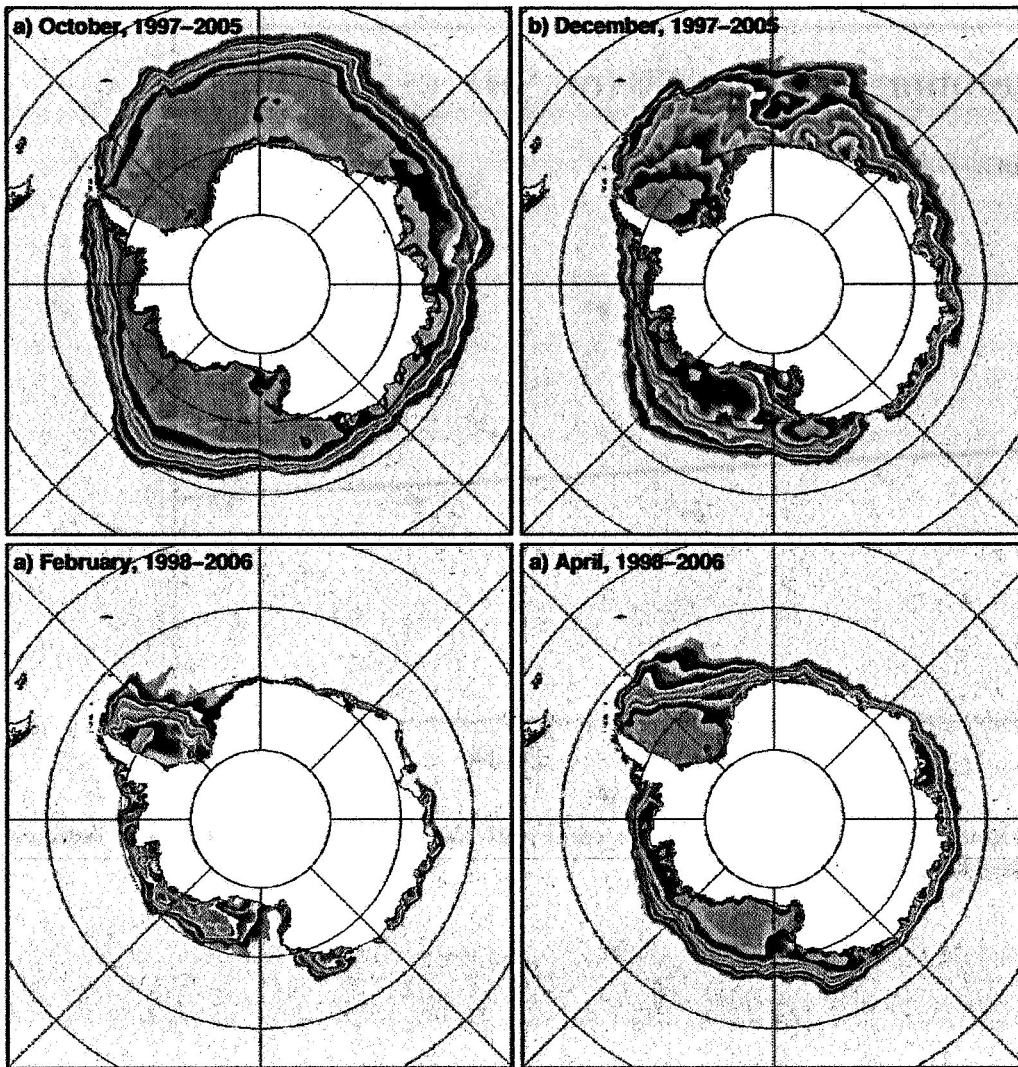 a) October, 1997–2005
b) December, 1997–2005
a) February, 1998–2006
a) April, 1998–2006